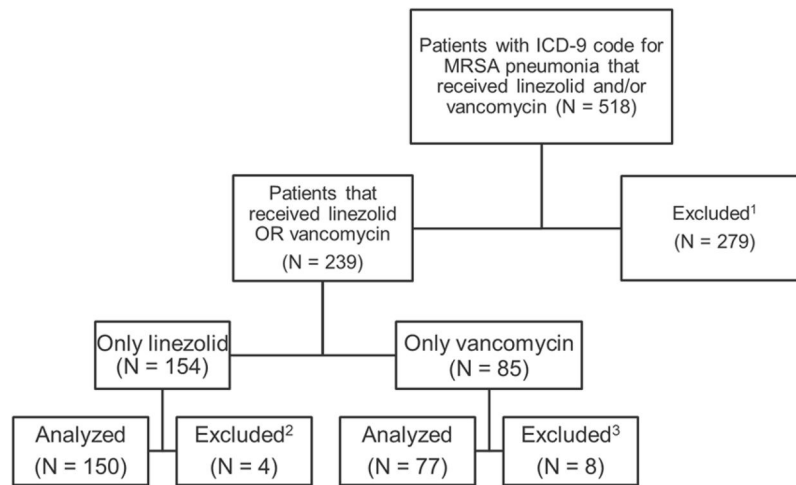 Patients with ICD-9 code for
MRSA pneumonia that
received linezolid and/or
vancomycin (N = 518)
Patients that
received linezolid
OR vancomycin
(N = 239)
Excluded¹
(N = 279)
Only linezolid
(N = 154)
Only vancomycin
(N = 85)
Analyzed
(N = 150)
Excluded²
(N = 4)
Analyzed
(N = 77)
Excluded³
(N = 8)